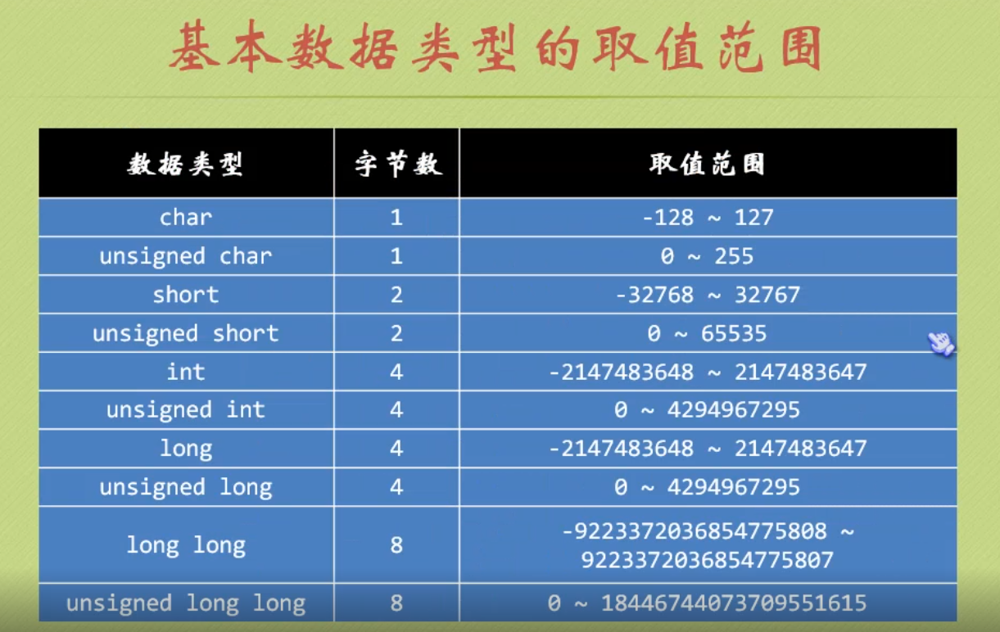 基本数据类型的取值范围
数据类型 字节数 取值范围
char 1 -128 ~ 127
unsigned char 1 0 ~ 255
short 2 -32768 ~ 32767
unsigned short 2 0 ~ 65535
int 4 -2147483648 ~ 2147483647
unsigned int 4 0 ~ 4294967295
long 4 -2147483648 ~ 2147483647
unsigned long 4 0 ~ 4294967295
long long 8 -9223372036854775808 ~
9223372036854775807
unsigned long long 8 0 ~ 18446744073709551615